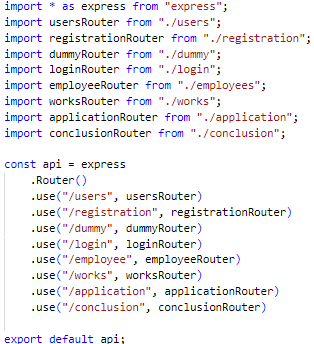 import * as express from "express";
import usersRouter from "./users";
import registrationRouter from "./registration";
import dummyRouter from "./dummy";
import loginRouter from "./login";
import employeeRouter from "./employees";
import worksRouter from "./works";
import applicationRouter from "./application";
import conclusionRouter from "./conclusion";

const api = express
    .Router()
    .use("/users", usersRouter)
    .use("/registration", registrationRouter)
    .use("/dummy", dummyRouter)
    .use("/login", loginRouter)
    .use("/employee", employeeRouter)
    .use("/works", worksRouter)
    .use("/application", applicationRouter)
    .use("/conclusion", conclusionRouter)

export default api;